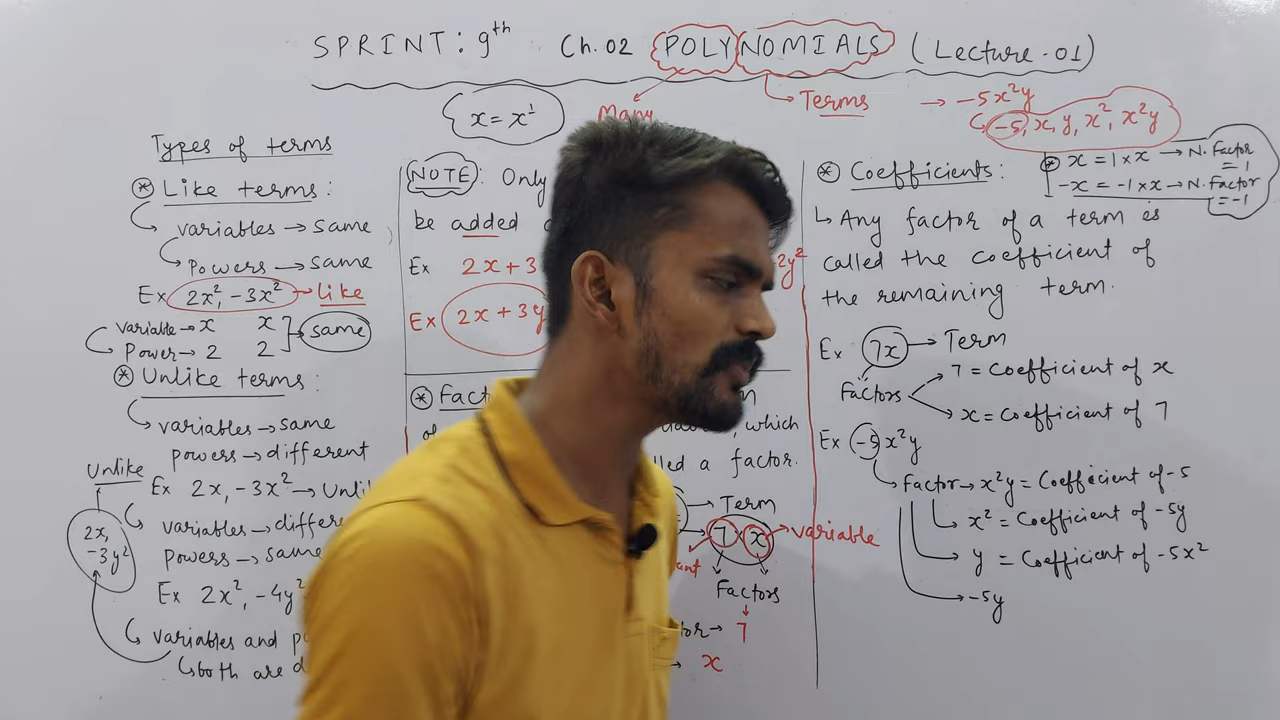 SPRINT: 9th Ch. 02 POLYNOMIALS (Lecture-01)
Many
Terms
→ -5x²y
-5, x, y, x², x²y
x = x¹
Types of terms
* Like terms:
variables → same
Powers → same
Ex 2x², -3x² → Like
variable → x x
Power → 2 2
same
* Unlike terms:
variables → same
powers → different
Unlike
Ex 2x, -3x² →
2x, -3y²
variables →
powers → same
Ex 2x², -4y²
variables and
both are
NOTE: Only
be added
Ex 2x+3
2y²
Ex 2x+3y
*
which
a factor.
→ Term
7 x → variable
Factors
→ 7
→ x
* Coefficients:
* x = 1 × x → N. Factor = 1
-x = -1 × x → N. Factor = -1
Any factor of a term is
called the coefficient of
the remaining term.
Ex 7x → Term
Factors
7 = Coefficient of x
x = Coefficient of 7
Ex -5x²y
Factor → x²y = Coefficient of -5
x² = Coefficient of -5y
y = Coefficient of -5x²
-5y